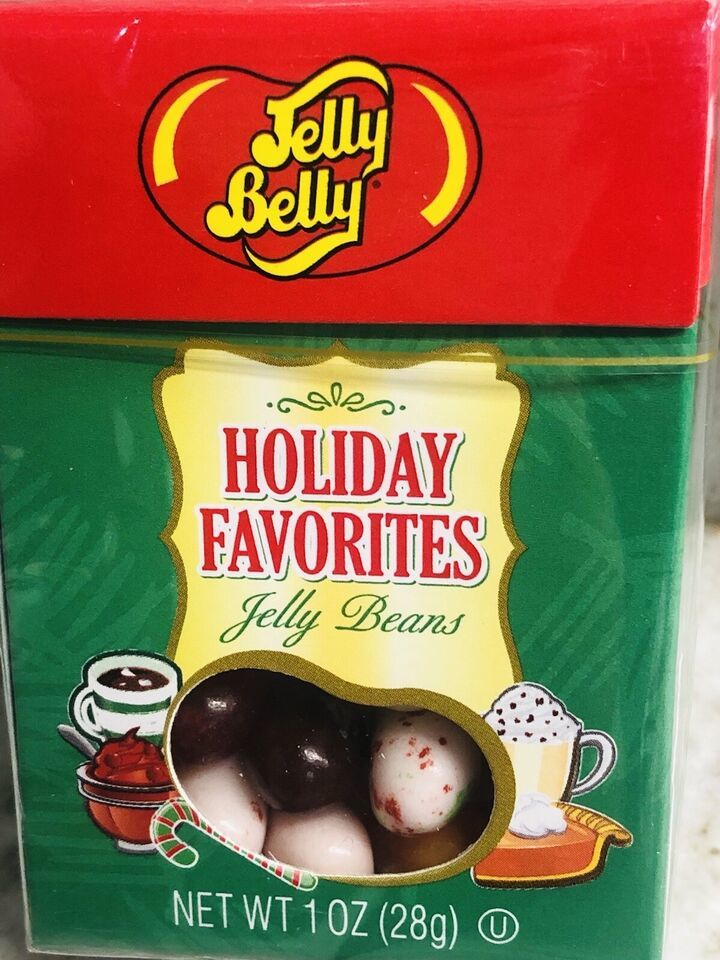 Jelly
Belly®
HOLIDAY
FAVORITES
Jelly Beans
NET WT 1 OZ (28g) Ⓤ